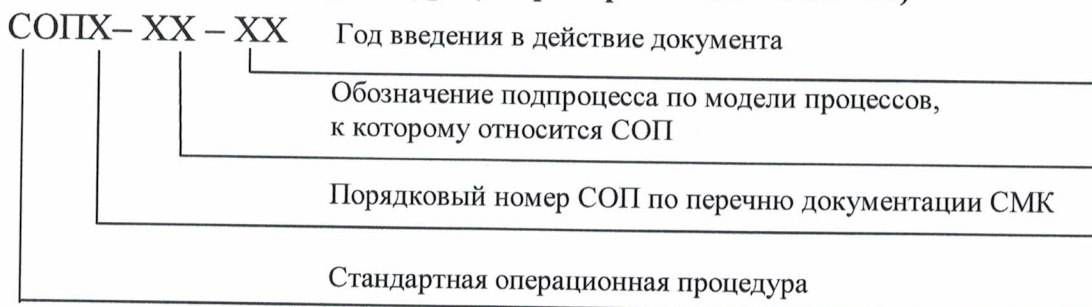 СОПХ– ХХ – ХХ
Год введения в действие документа
Обозначение подпроцесса по модели процессов,
к которому относится СОП
Порядковый номер СОП по перечню документации СМК
Стандартная операционная процедура